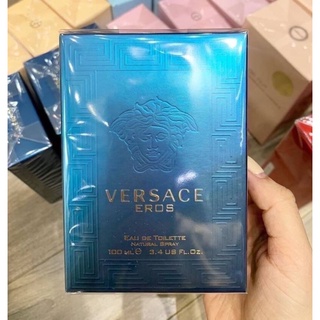 VERSACE
EROS
EAU DE TOILETTE
NATURAL SPRAY
100 ml ℮ 3.4 US FL.OZ.